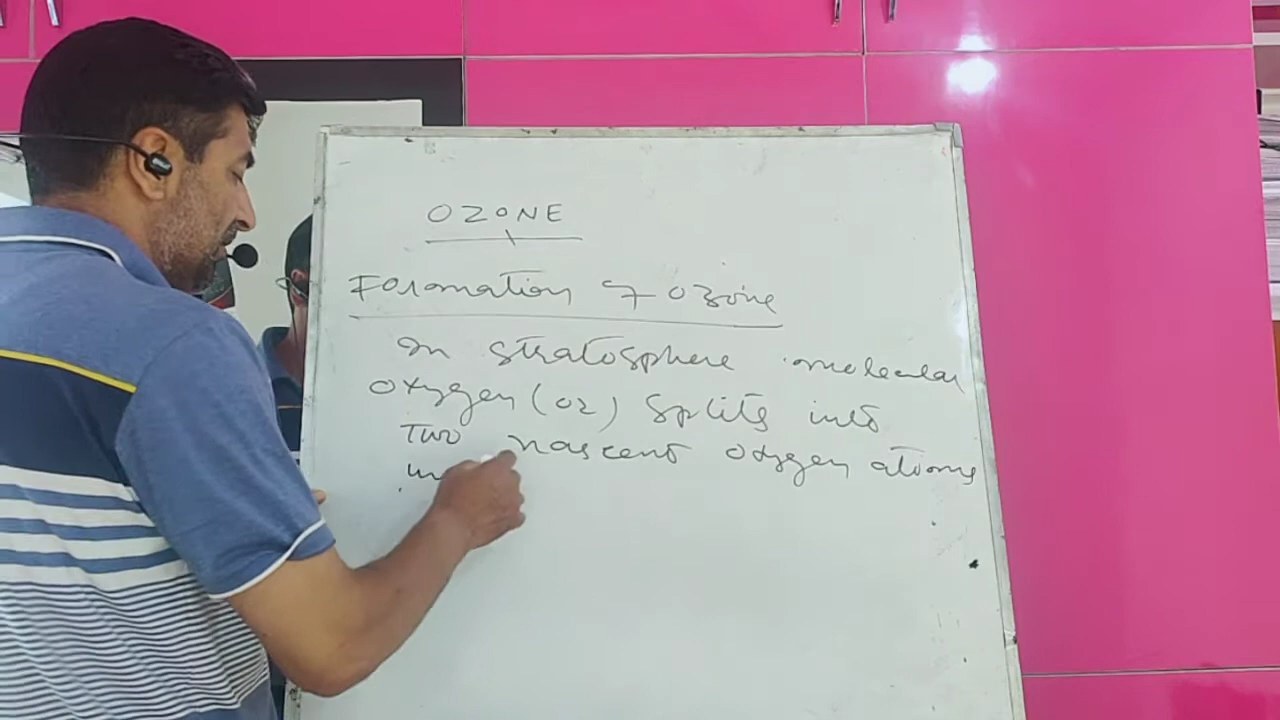 OZONE
Formation of Ozone
In stratosphere molecular
Oxygen (O2) Splits into
Two nascent Oxygen atoms